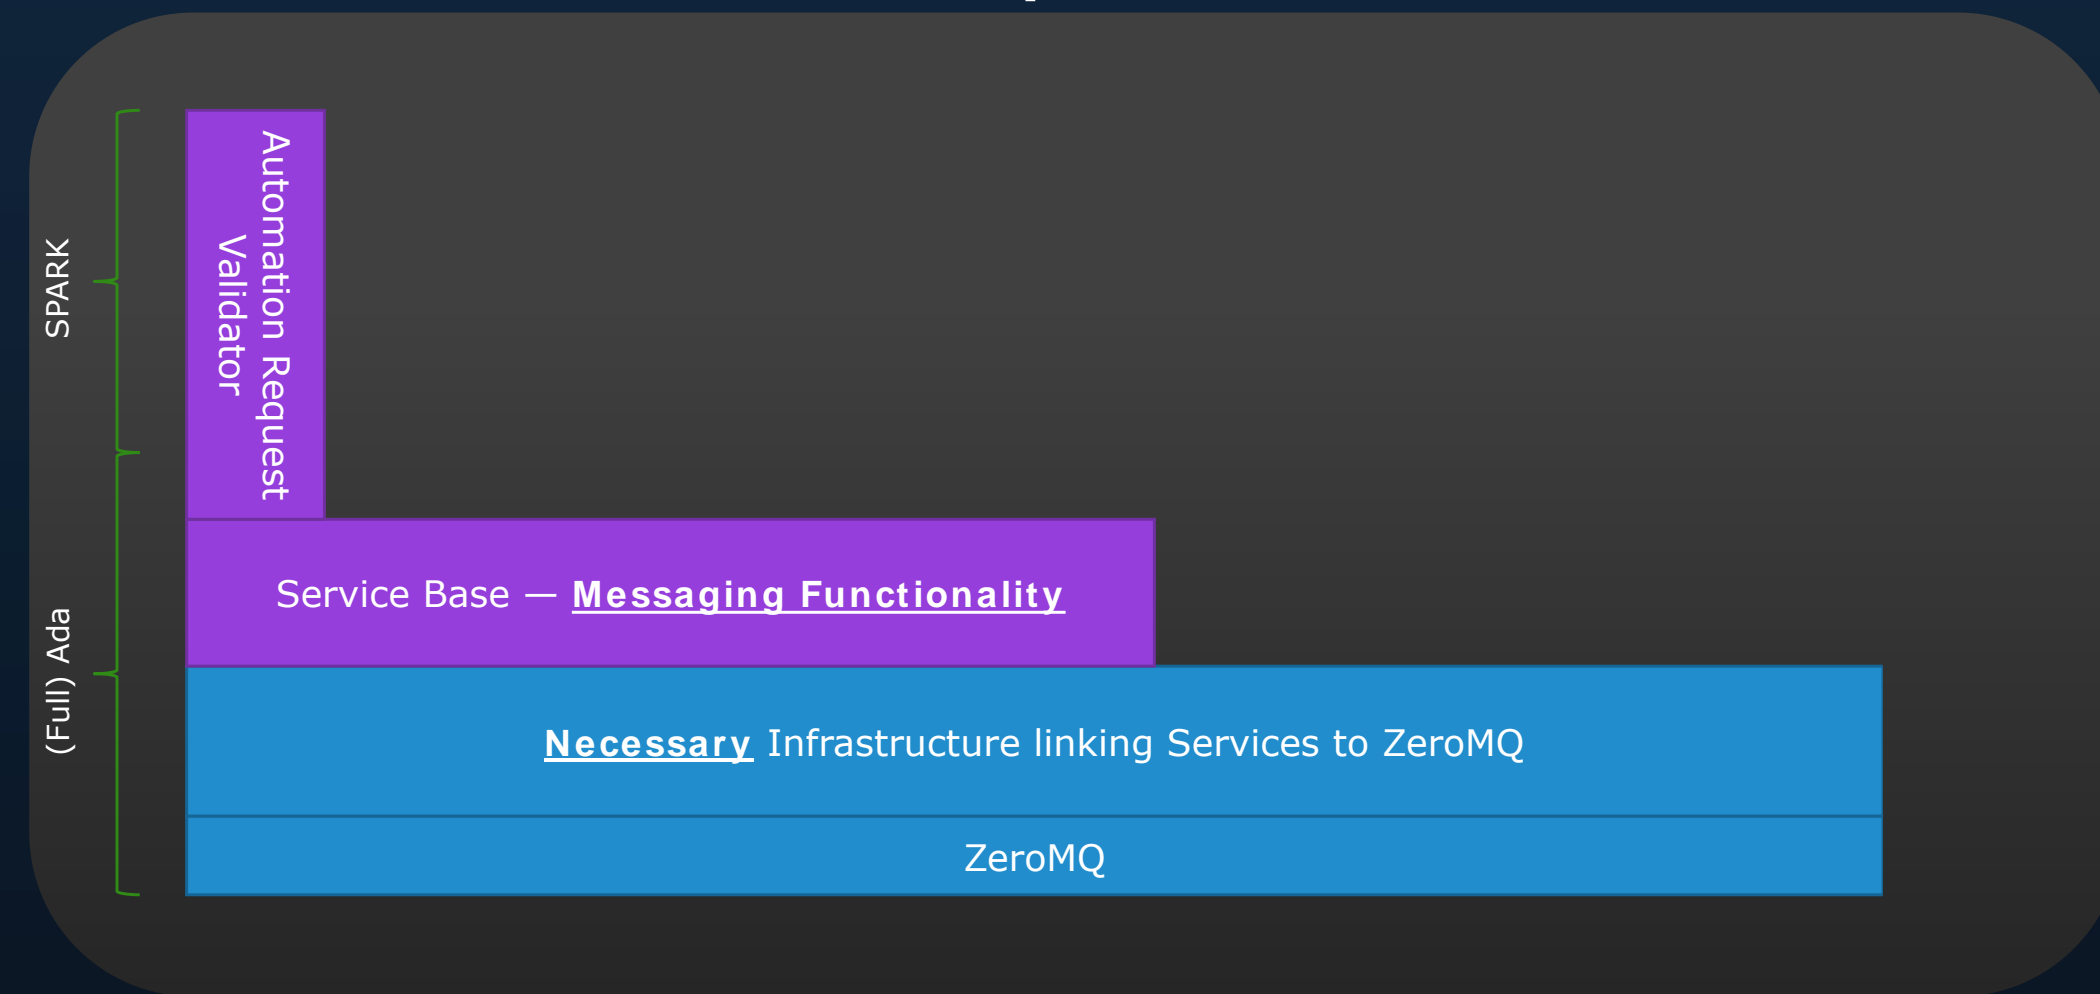 SPARK
Automation Request
Validator
Service Base — Messaging Functionality
(Full) Ada
Necessary Infrastructure linking Services to ZeroMQ
ZeroMQ